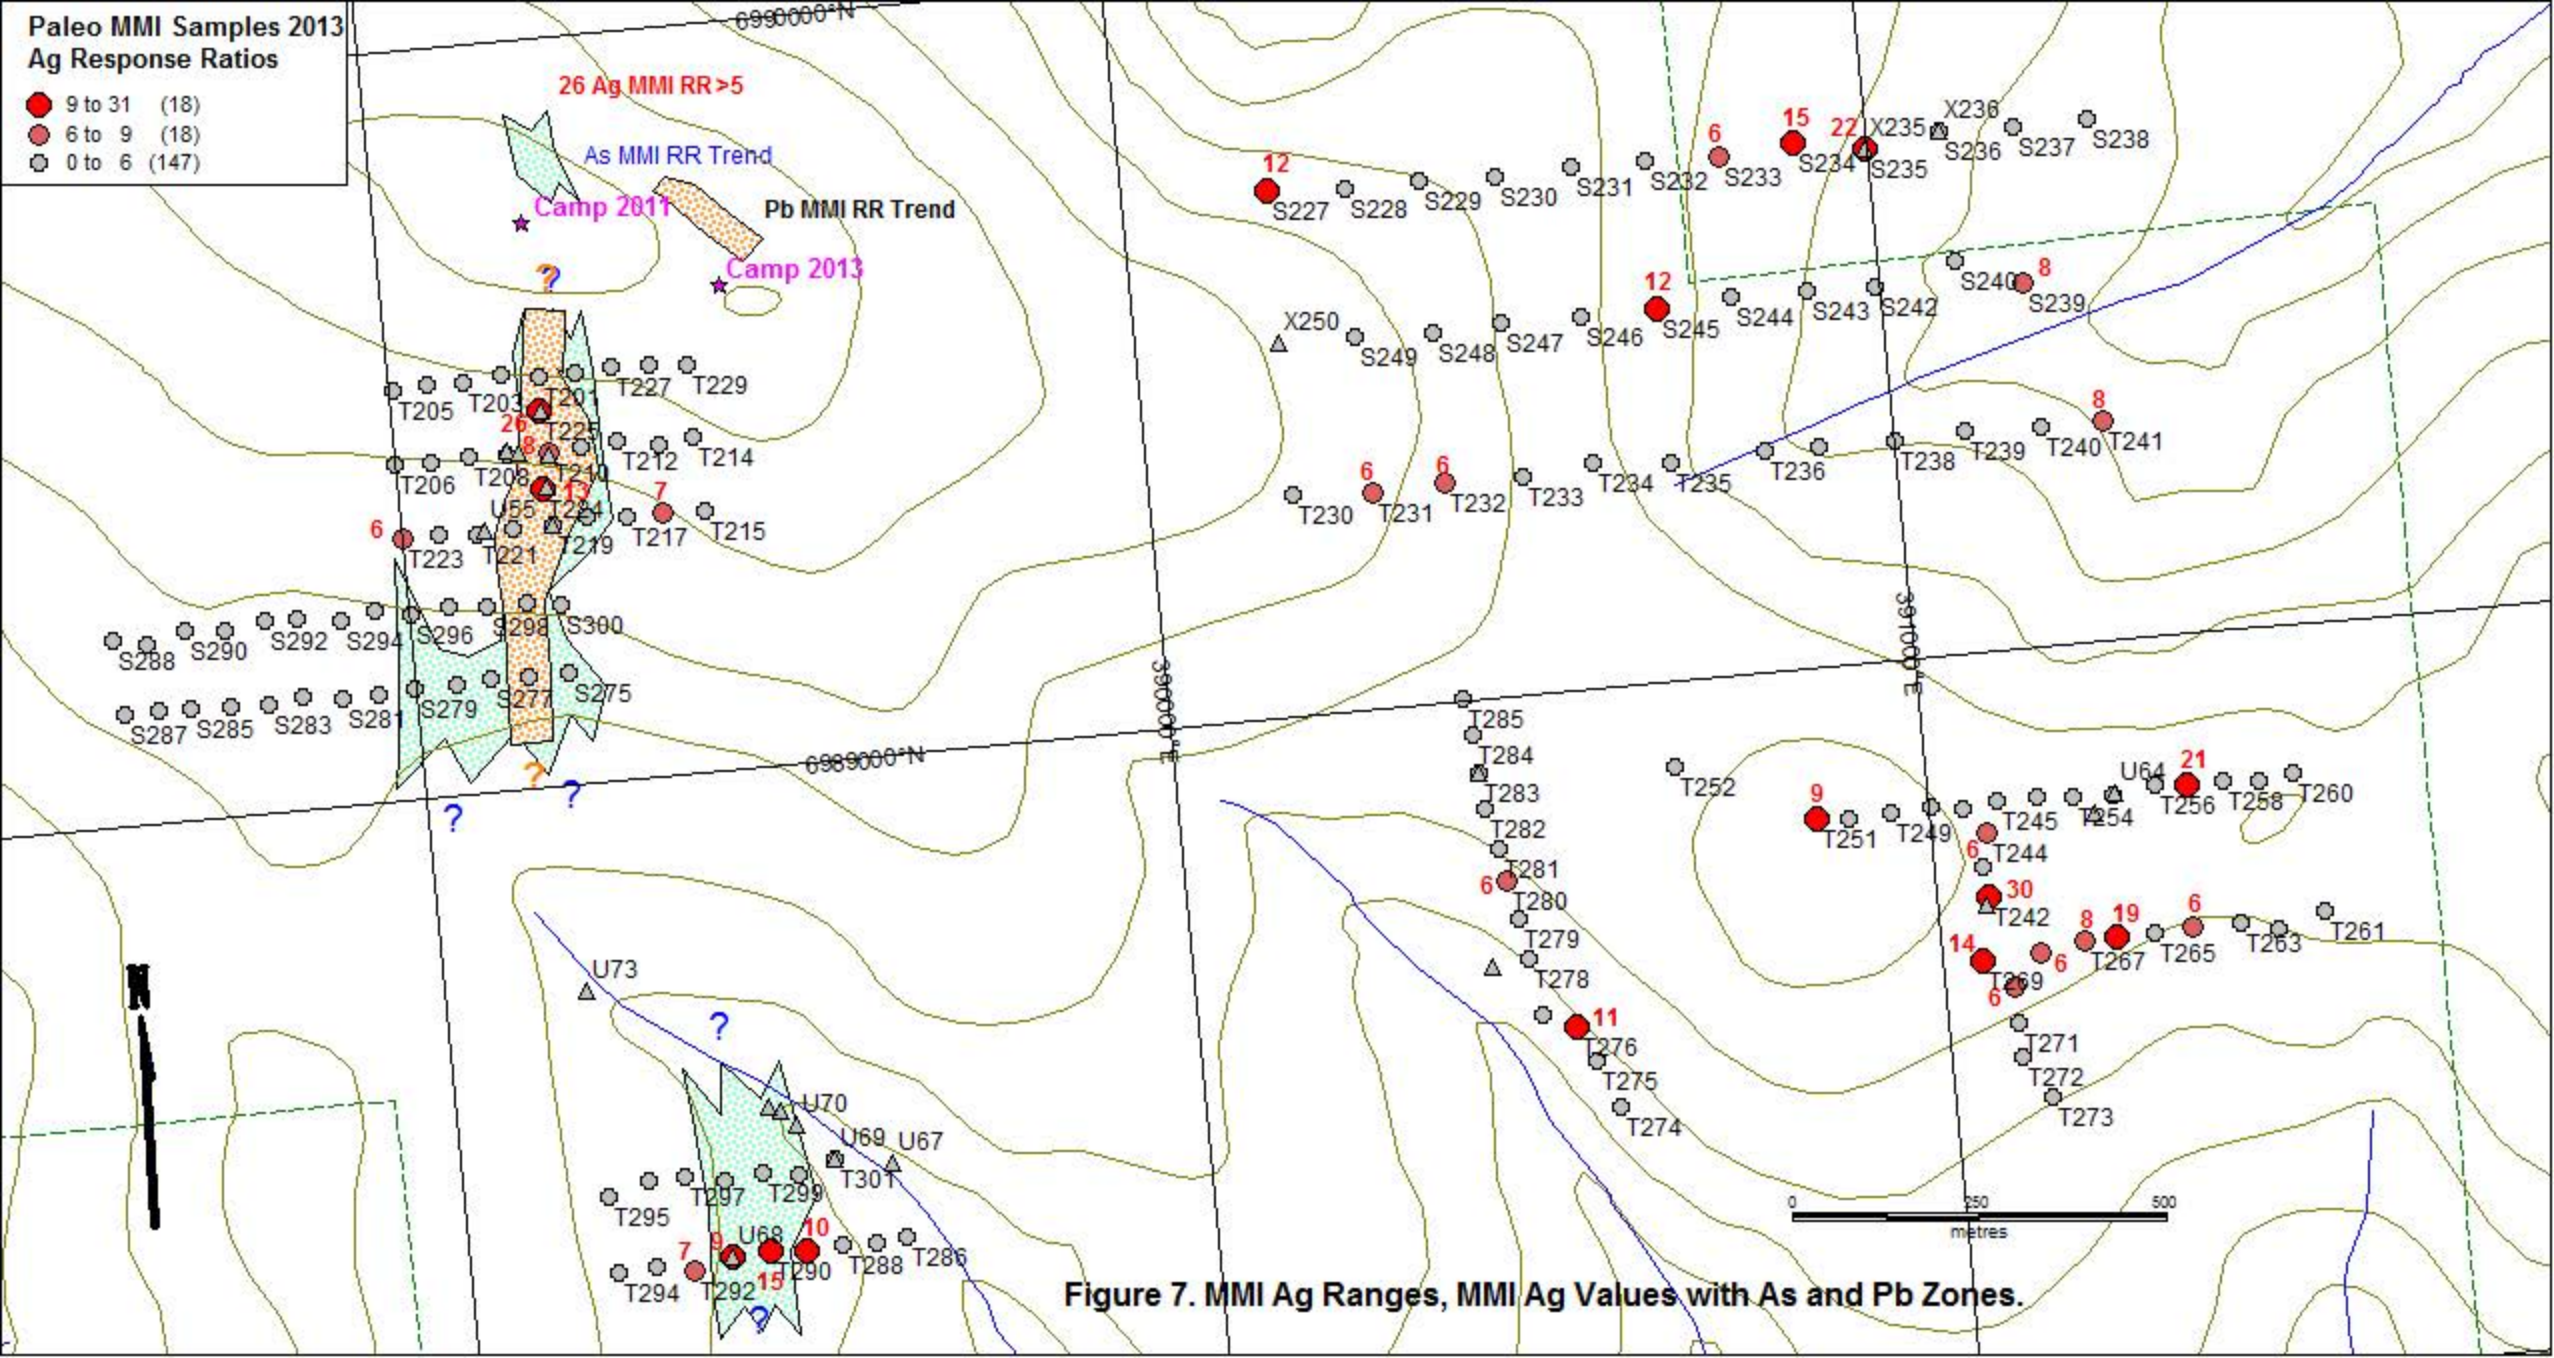 Paleo MMI Samples 2013
Ag Response Ratios
9 to 31 (18)
6 to 9 (18)
0 to 6 (147)
6990000°N
26 Ag MMI RR>5
As MMI RR Trend
Camp 2011
Pb MMI RR Trend
Camp 2013
?
?
12 6 15 22 X235 X236
S227 S228 S229 S230 S231 S232 S233 S234 S235 S236 S237 S238
X250 12 8
S249 S248 S247 S246 S245 S244 S243 S242 S240 S239
T205 T203 T201 T227 T229
26 T225
8
T206 T208 T210 T212 T214
U55 13 T224
6 7
T223 T221 T219 T217 T215
6 6 8
T230 T231 T232 T233 T234 T235 T236 T238 T239 T240 T241
S288 S290 S292 S294 S296 S298 S300
S287 S285 S283 S281 S279 S277 S275
391000°E
390000°E
6989000°N
?
?
?
T285
T284
T283
T282
T281
6
T280
T279
T278
11
T276
T275
T274
T252
9 U64 21
T251 T249 T245 T254 T256 T258 T260
6 T244
30
T242
14 6 8 19 6
T269 T267 T265 T263 T261
6
T271
T272
T273
N
U73
?
U70
U69 U67
T295 T297 T299 T301
7 9 U68 15 10
T294 T292 T290 T288 T286
?
0 250 500
metres
Figure 7. MMI Ag Ranges, MMI Ag Values with As and Pb Zones.